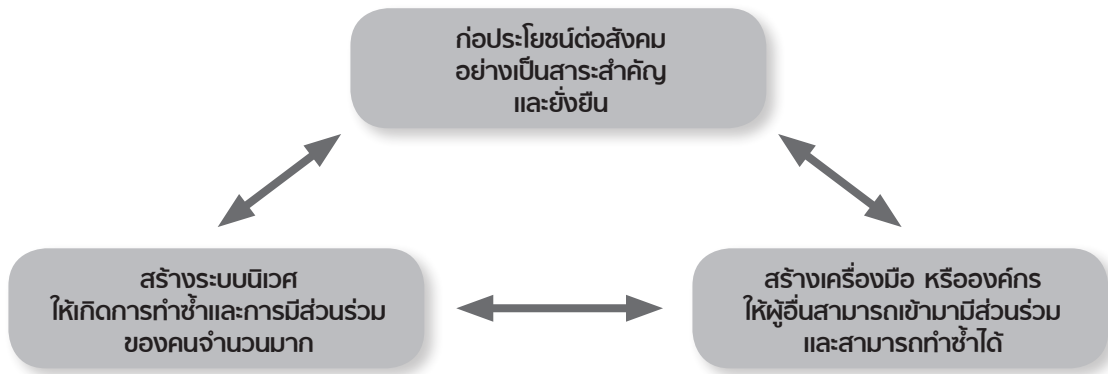 ก่อประโยชน์ต่อสังคม
อย่างเป็นสาระสำคัญ
และยั่งยืน
สร้างระบบนิเวศ
ให้เกิดการทำซ้ำและการมีส่วนร่วม
ของคนจำนวนมาก
สร้างเครื่องมือ หรือองค์กร
ให้ผู้อื่นสามารถเข้ามามีส่วนร่วม
และสามารถทำซ้ำได้